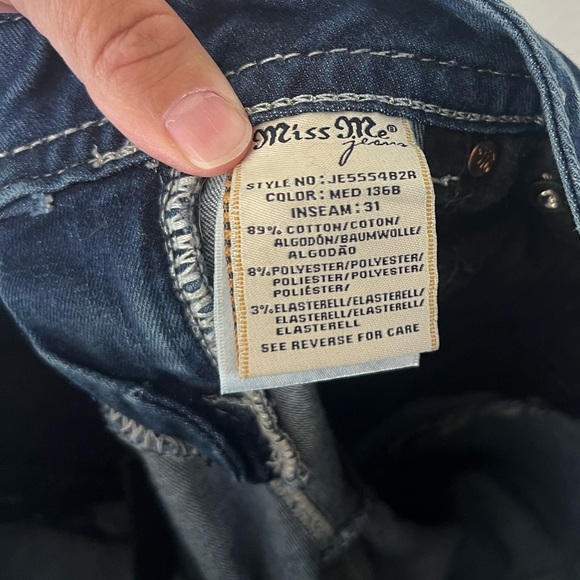 Miss Me®
jeans
STYLE NO: JE5554B2R
COLOR: MED 136B
INSEAM: 31
89% COTTON/COTON/
ALGODÓN/BAUMWOLLE/
ALGODÃO
8%POLYESTER/POLYESTER/
POLIESTER/POLYESTER/
POLIÉSTER/
3%ELASTERELL/ELASTERELL/
ELASTERELL/ELASTERELL/
ELASTERELL
SEE REVERSE FOR CARE